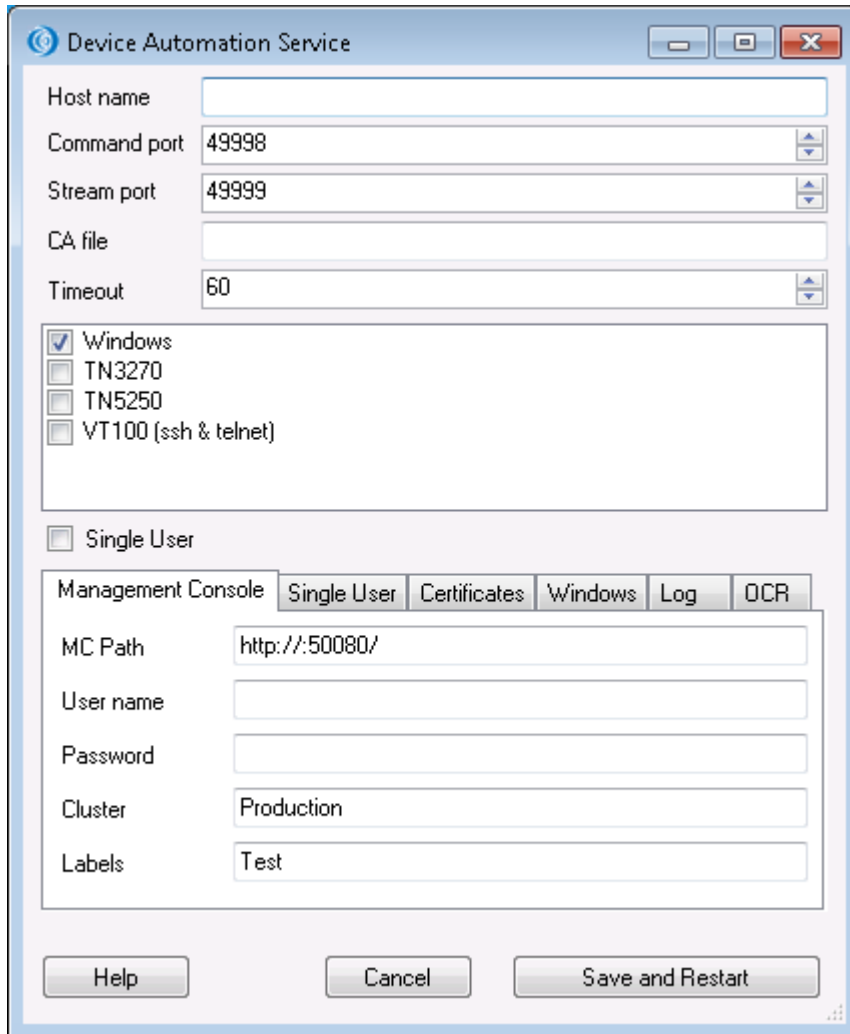 Device Automation Service
Host name
Command port 49998
Stream port 49999
CA file
Timeout 60
Windows
TN3270
TN5250
VT100 (ssh & telnet)
Single User
Management Console Single User Certificates Windows Log OCR
MC Path http://:50080/
User name
Password
Cluster Production
Labels Test
Help Cancel Save and Restart